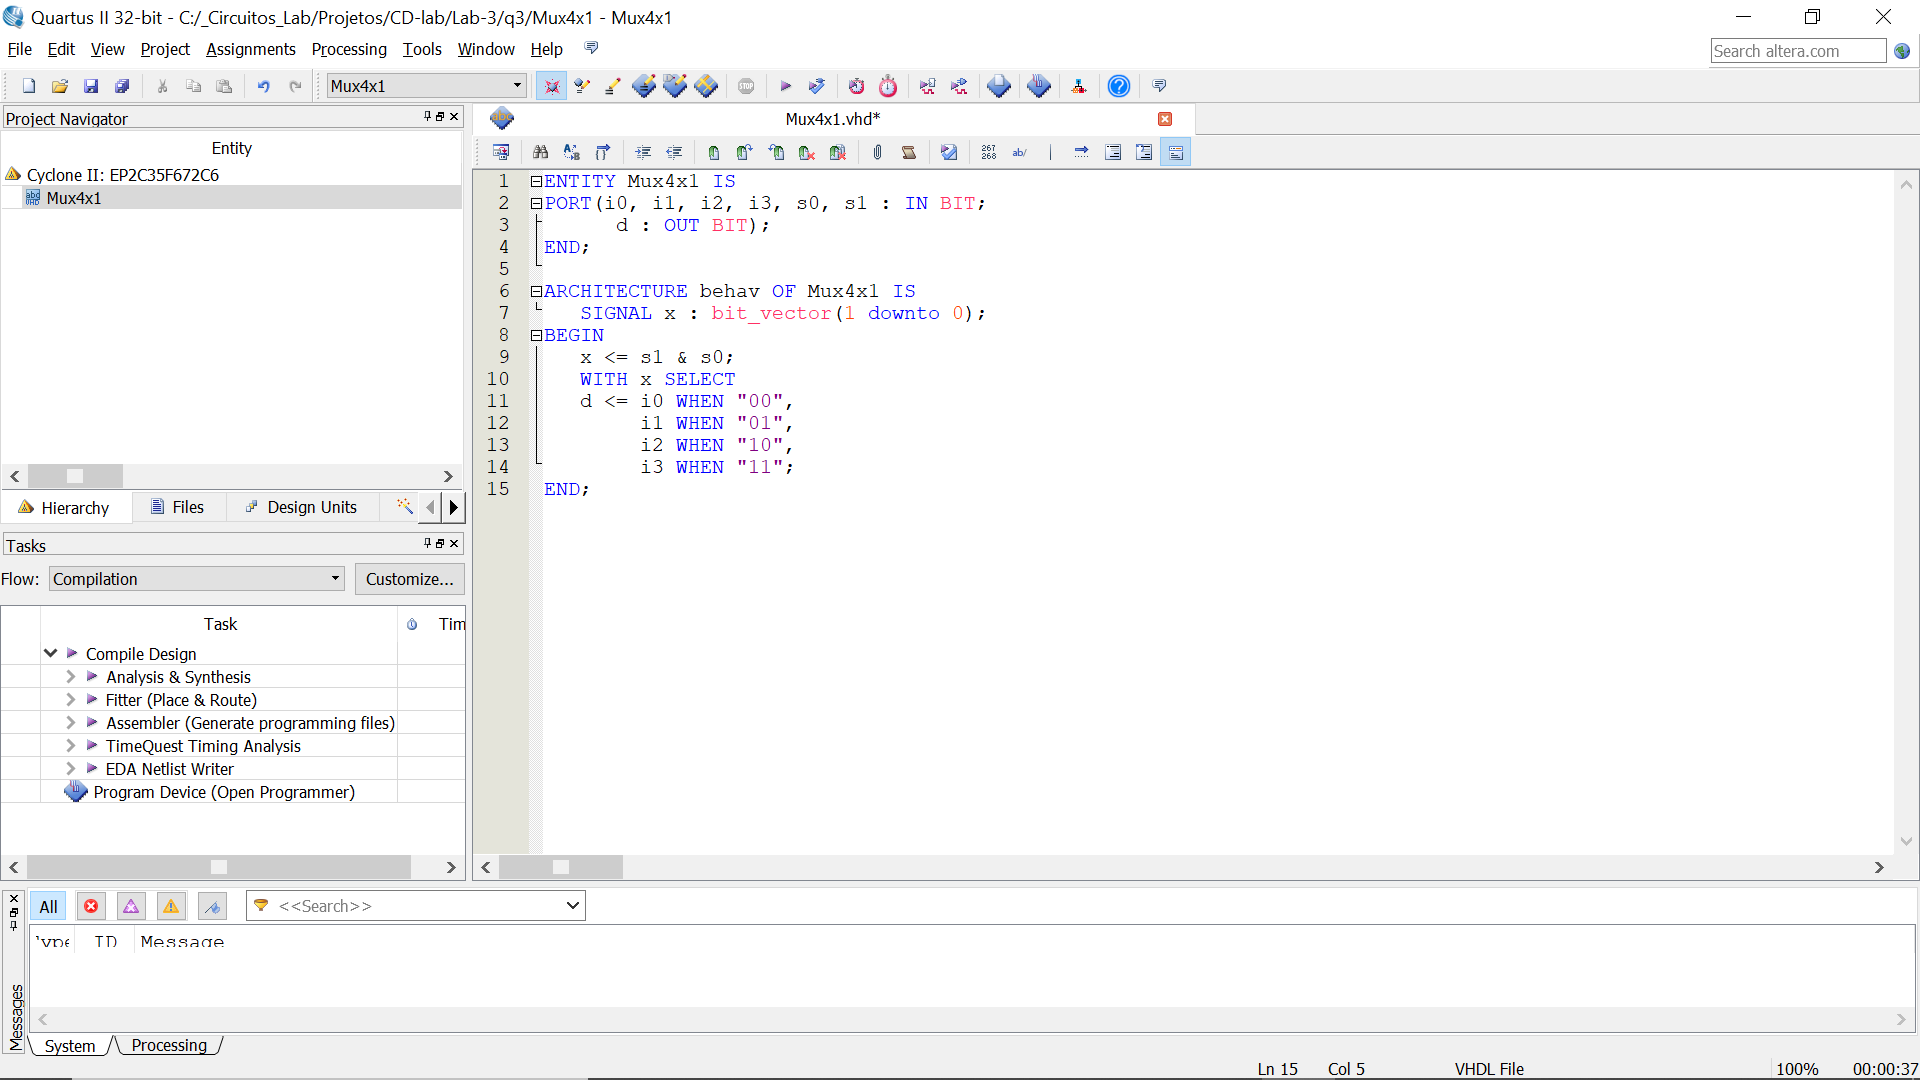 Quartus II 32-bit - C:/_Circuitos_Lab/Projetos/CD-lab/Lab-3/q3/Mux4x1 - Mux4x1
File Edit View Project Assignments Processing Tools Window Help
Search altera.com
Mux4x1
STOP
Project Navigator
Entity
Cyclone II: EP2C35F672C6
Mux4x1
Hierarchy Files Design Units
Tasks
Flow: Compilation Customize...
Task Tim
Compile Design
Analysis & Synthesis
Fitter (Place & Route)
Assembler (Generate programming files)
TimeQuest Timing Analysis
EDA Netlist Writer
Program Device (Open Programmer)
Mux4x1.vhd*
267
268
ab/
1 ENTITY Mux4x1 IS
2 PORT(i0, i1, i2, i3, s0, s1 : IN BIT;
3 d : OUT BIT);
4 END;
5
6 ARCHITECTURE behav OF Mux4x1 IS
7 SIGNAL x : bit_vector(1 downto 0);
8 BEGIN
9 x <= s1 & s0;
10 WITH x SELECT
11 d <= i0 WHEN "00",
12 i1 WHEN "01",
13 i2 WHEN "10",
14 i3 WHEN "11";
15 END;
All <<Search>>
ID Message
Messages
System Processing
Ln 15 Col 5 VHDL File 100% 00:00:37